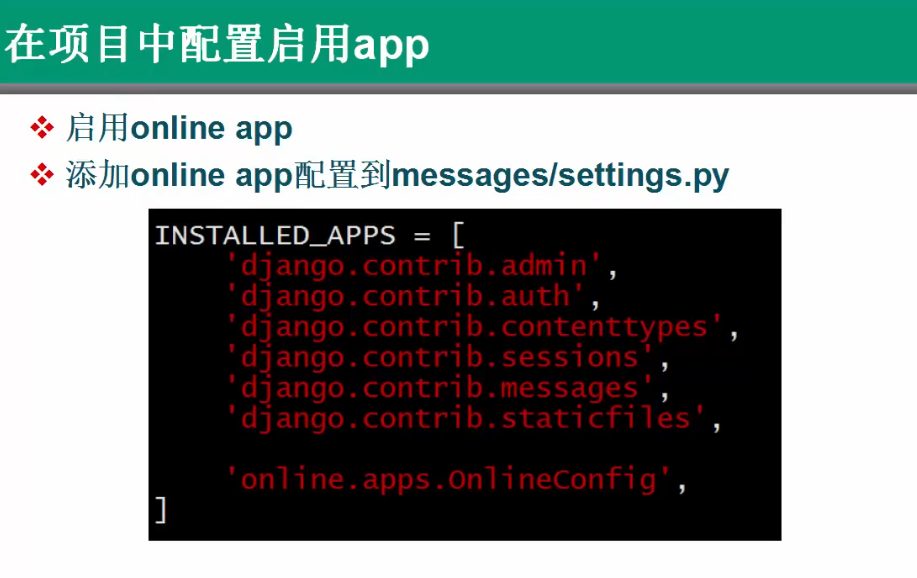 在项目中配置启用app
启用online app
添加online app配置到messages/settings.py
INSTALLED_APPS = [
    'django.contrib.admin',
    'django.contrib.auth',
    'django.contrib.contenttypes',
    'django.contrib.sessions',
    'django.contrib.messages',
    'django.contrib.staticfiles',
    'online.apps.OnlineConfig',
]